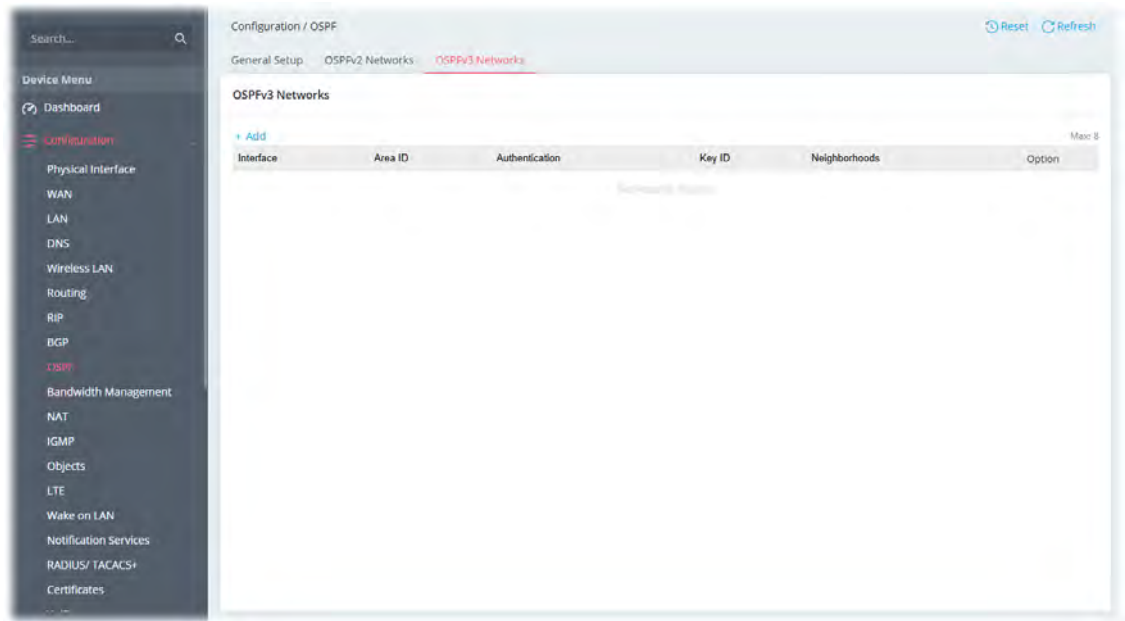 Search...
Configuration / OSPF
Reset Refresh
General Setup OSPFv2 Networks OSPFv3 Networks
Device Menu
Dashboard
Configuration
Physical Interface
WAN
LAN
DNS
Wireless LAN
Routing
RIP
BGP
OSPF
Bandwidth Management
NAT
IGMP
Objects
LTE
Wake on LAN
Notification Services
RADIUS/ TACACS+
Certificates
OSPFv3 Networks
+ Add
Max: 8
Interface Area ID Authentication Key ID Neighborhoods Option